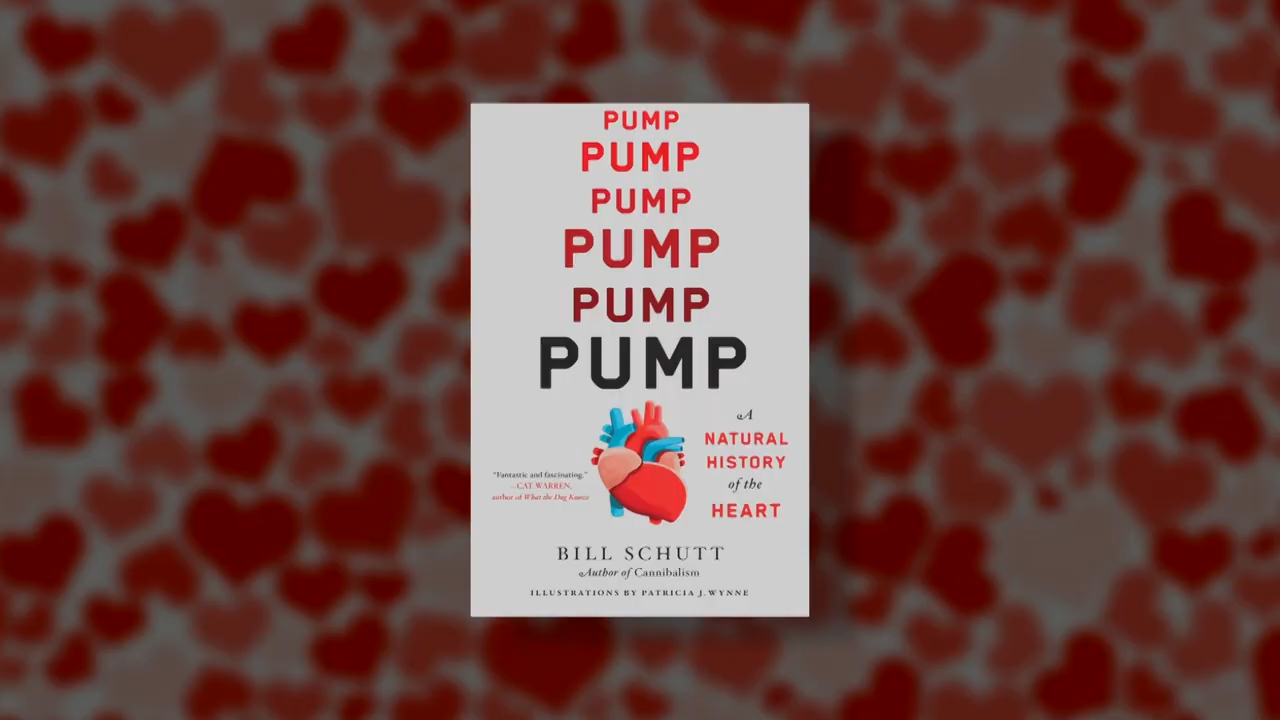 PUMP
PUMP
PUMP
PUMP
PUMP
PUMP
A
NATURAL
HISTORY
of the
HEART
"Fantastic and fascinating."
—CAT WARREN,
author of What the Dog Knows
BILL SCHUTT
Author of Cannibalism
ILLUSTRATIONS BY PATRICIA J. WYNNE